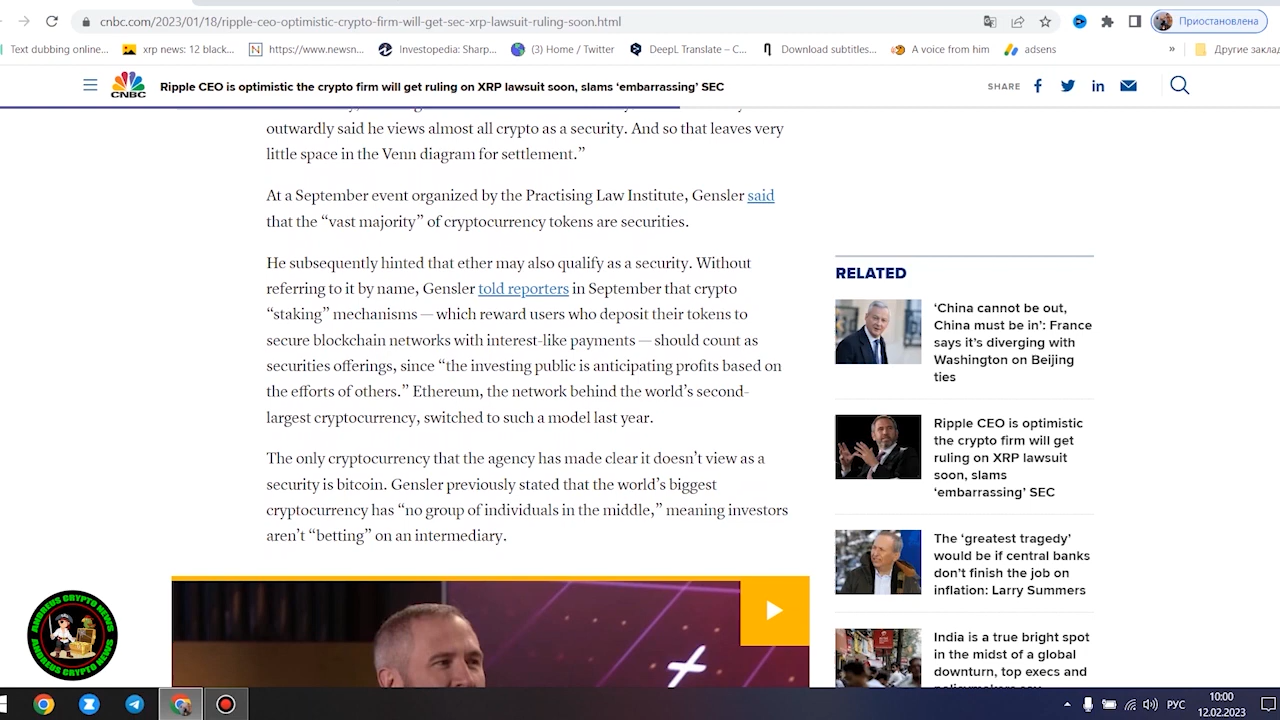 cnbc.com/2023/01/18/ripple-ceo-optimistic-crypto-firm-will-get-sec-xrp-lawsuit-ruling-soon.html
Приостановлена
Text dubbing online...
xrp news: 12 black...
https://www.newsn...
Investopedia: Sharp...
(3) Home / Twitter
DeepL Translate – C...
Download subtitles...
A voice from him
adsens
»
Другие закла
CNBC
Ripple CEO is optimistic the crypto firm will get ruling on XRP lawsuit soon, slams ‘embarrassing’ SEC
SHARE
outwardly said he views almost all crypto as a security. And so that leaves very
little space in the Venn diagram for settlement.”
At a September event organized by the Practising Law Institute, Gensler said
that the “vast majority” of cryptocurrency tokens are securities.
He subsequently hinted that ether may also qualify as a security. Without
referring to it by name, Gensler told reporters in September that crypto
“staking” mechanisms — which reward users who deposit their tokens to
secure blockchain networks with interest-like payments — should count as
securities offerings, since “the investing public is anticipating profits based on
the efforts of others.” Ethereum, the network behind the world’s second-
largest cryptocurrency, switched to such a model last year.
The only cryptocurrency that the agency has made clear it doesn’t view as a
security is bitcoin. Gensler previously stated that the world’s biggest
cryptocurrency has “no group of individuals in the middle,” meaning investors
aren’t “betting” on an intermediary.
RELATED
‘China cannot be out,
China must be in’: France
says it’s diverging with
Washington on Beijing
ties
Ripple CEO is optimistic
the crypto firm will get
ruling on XRP lawsuit
soon, slams
‘embarrassing’ SEC
The ‘greatest tragedy’
would be if central banks
don’t finish the job on
inflation: Larry Summers
India is a true bright spot
in the midst of a global
downturn, top execs and
ANDREUS CRYPTO NEWS
ANDREUS CRYPTO NEWS
РУС
10:00
12.02.2023